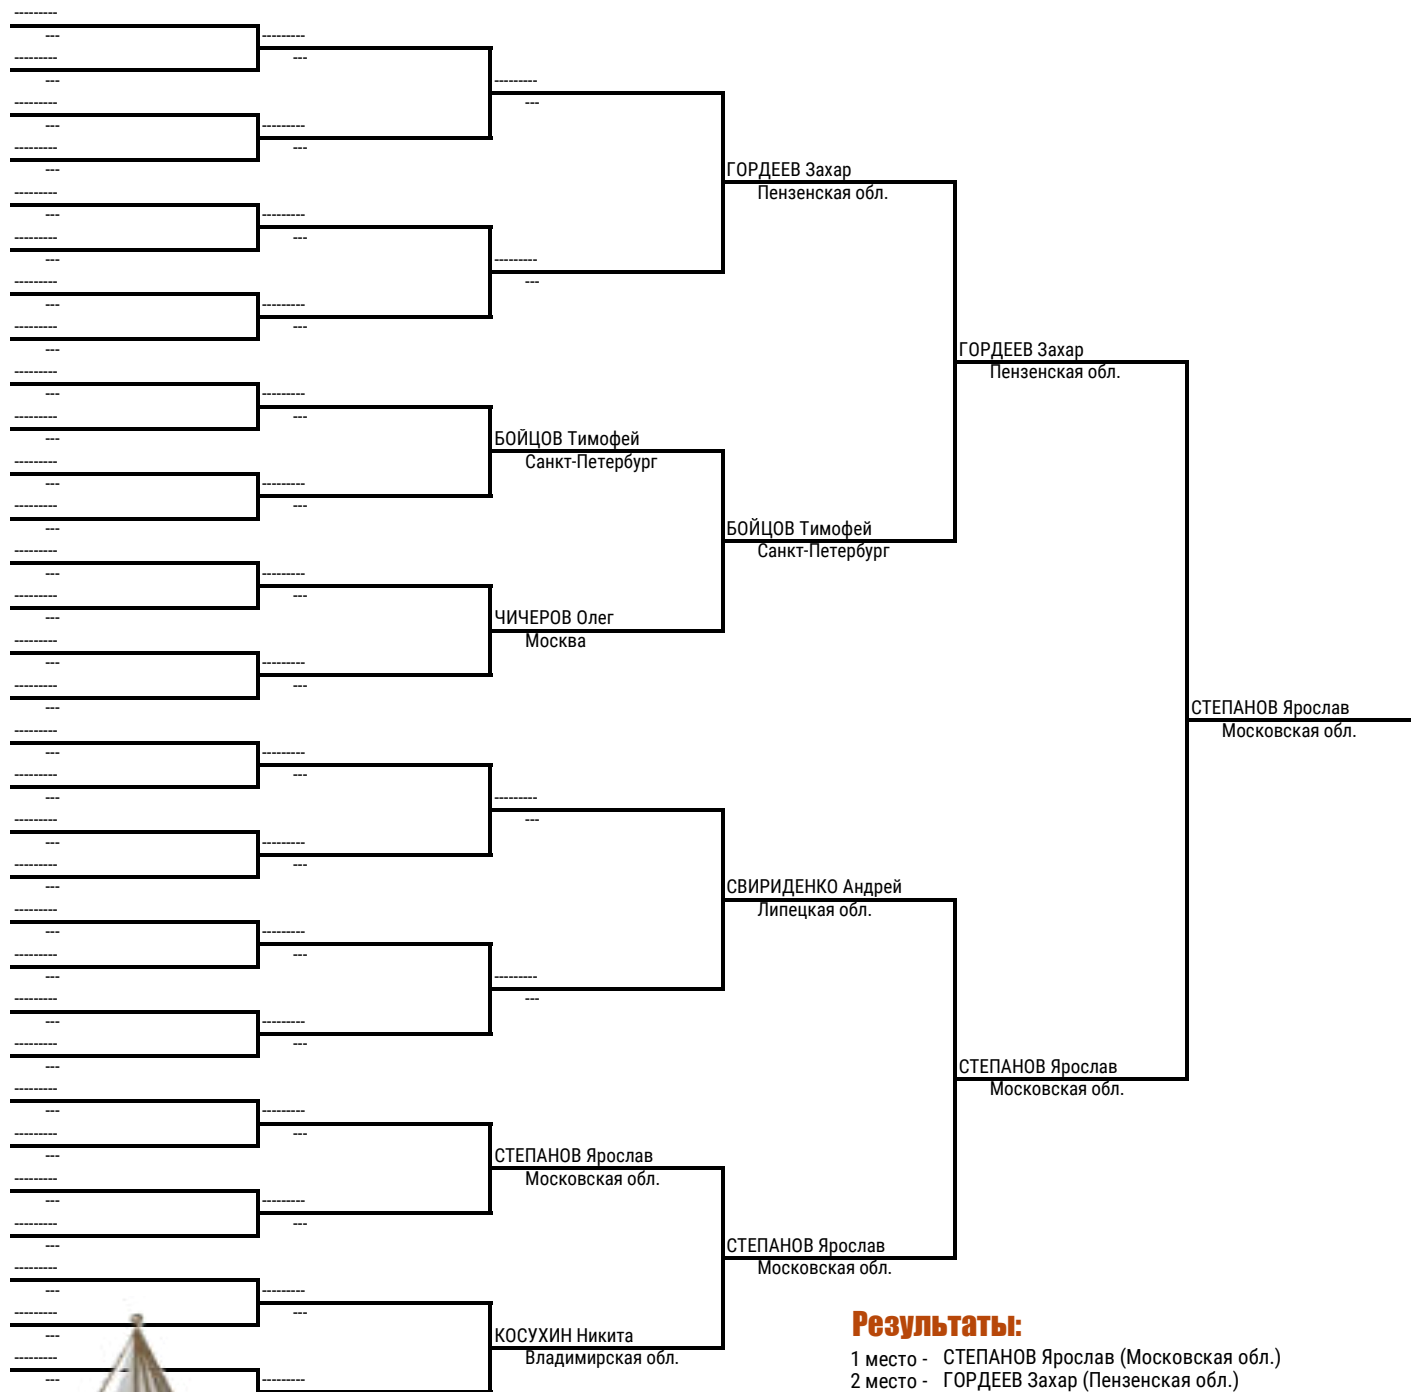 ГОРДЕЕВ Захар
Пензенская обл.
ГОРДЕЕВ Захар
Пензенская обл.
БОЙЦОВ Тимофей
Санкт-Петербург
БОЙЦОВ Тимофей
Санкт-Петербург
ЧИЧЕРОВ Олег
Москва
СТЕПАНОВ Ярослав
Московская обл.
СВИРИДЕНКО Андрей
Липецкая обл.
СТЕПАНОВ Ярослав
Московская обл.
СТЕПАНОВ Ярослав
Московская обл.
СТЕПАНОВ Ярослав
Московская обл.
КОСУХИН Никита
Владимирская обл.
Результаты:
1 место - СТЕПАНОВ Ярослав (Московская обл.)
2 место - ГОРДЕЕВ Захар (Пензенская обл.)